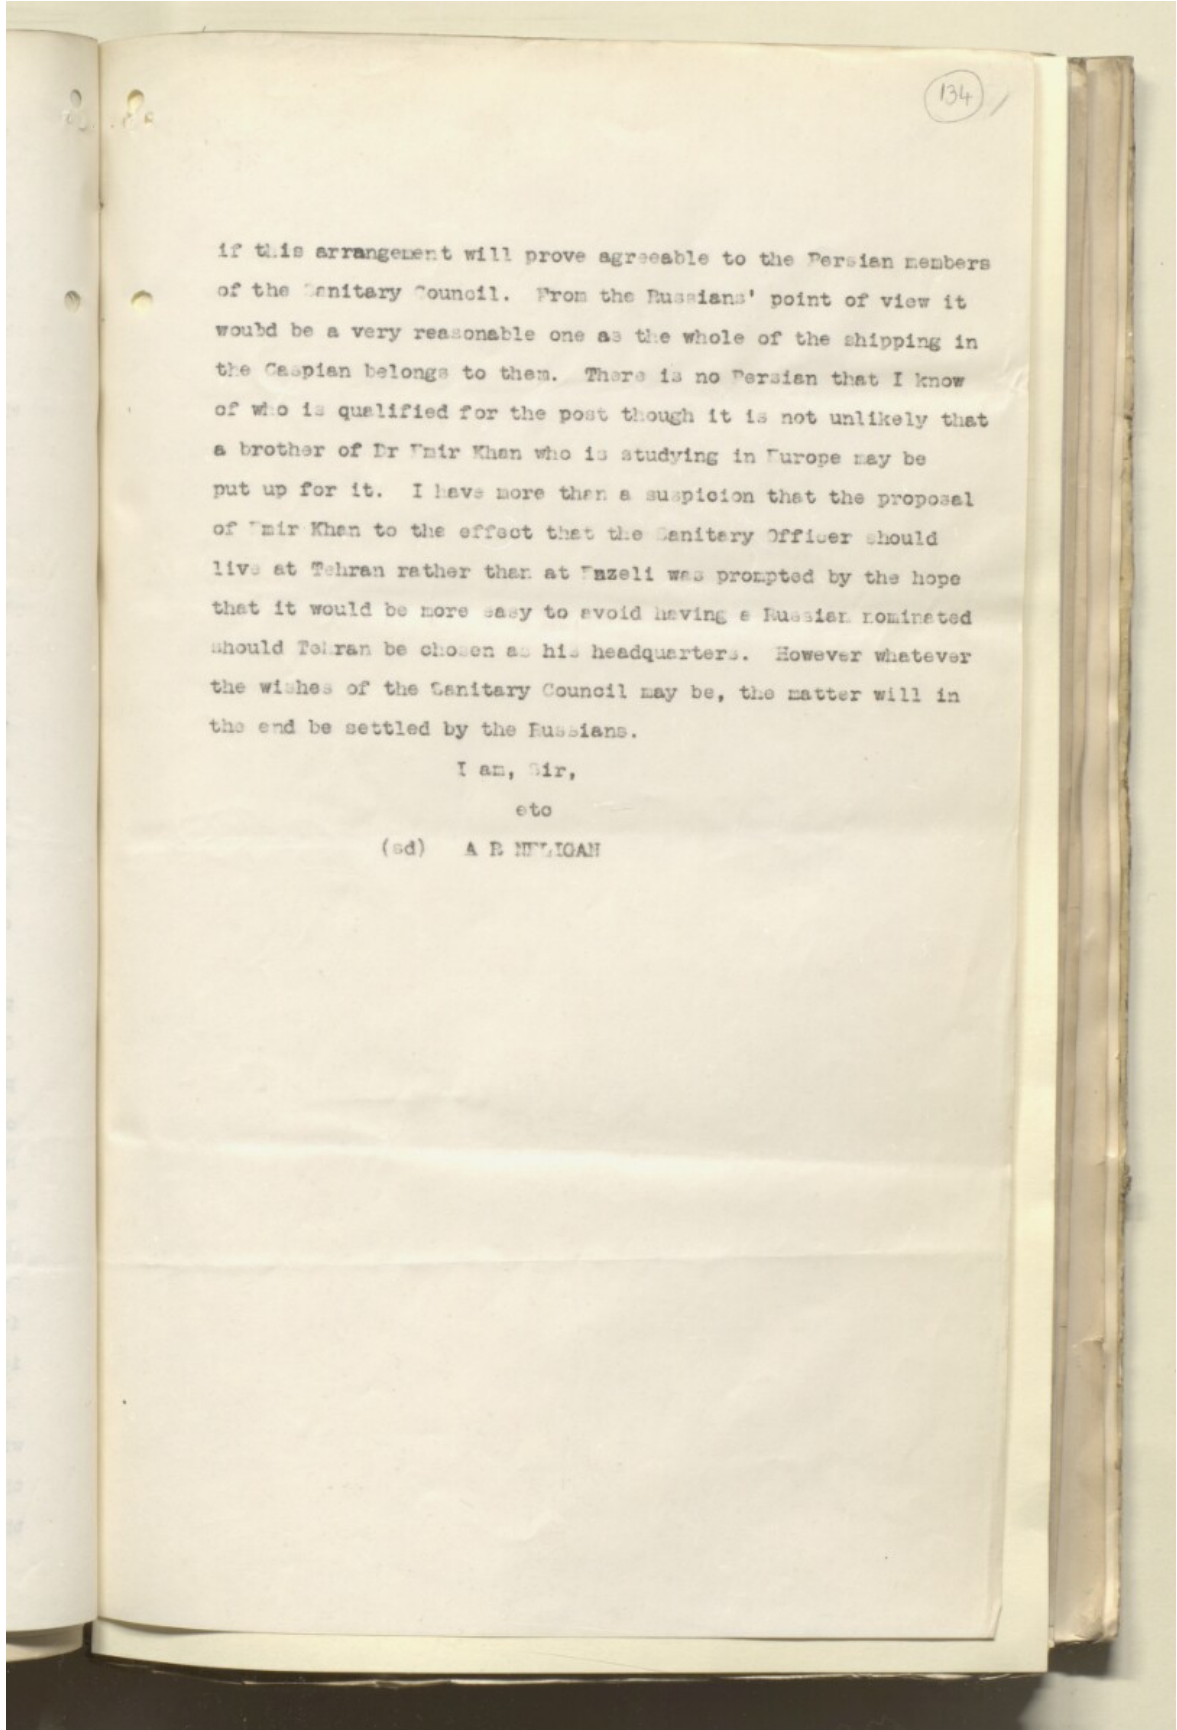 134
if this arrangement will prove agreeable to the Persian members
of the Sanitary Council. From the Russians' point of view it
woubd be a very reasonable one as the whole of the shipping in
the Caspian belongs to them. There is no Persian that I know
of who is qualified for the post though it is not unlikely that
a brother of Dr Emir Khan who is studying in Europe may be
put up for it. I have more than a suspicion that the proposal
of Emir Khan to the effect that the Sanitary Officer should
live at Tehran rather than at Enzeli was prompted by the hope
that it would be more easy to avoid having a Russian nominated
should Tehran be chosen as his headquarters. However whatever
the wishes of the Sanitary Council may be, the matter will in
the end be settled by the Russians.
I am, Sir,
etc
(sd) A R NELIGAN